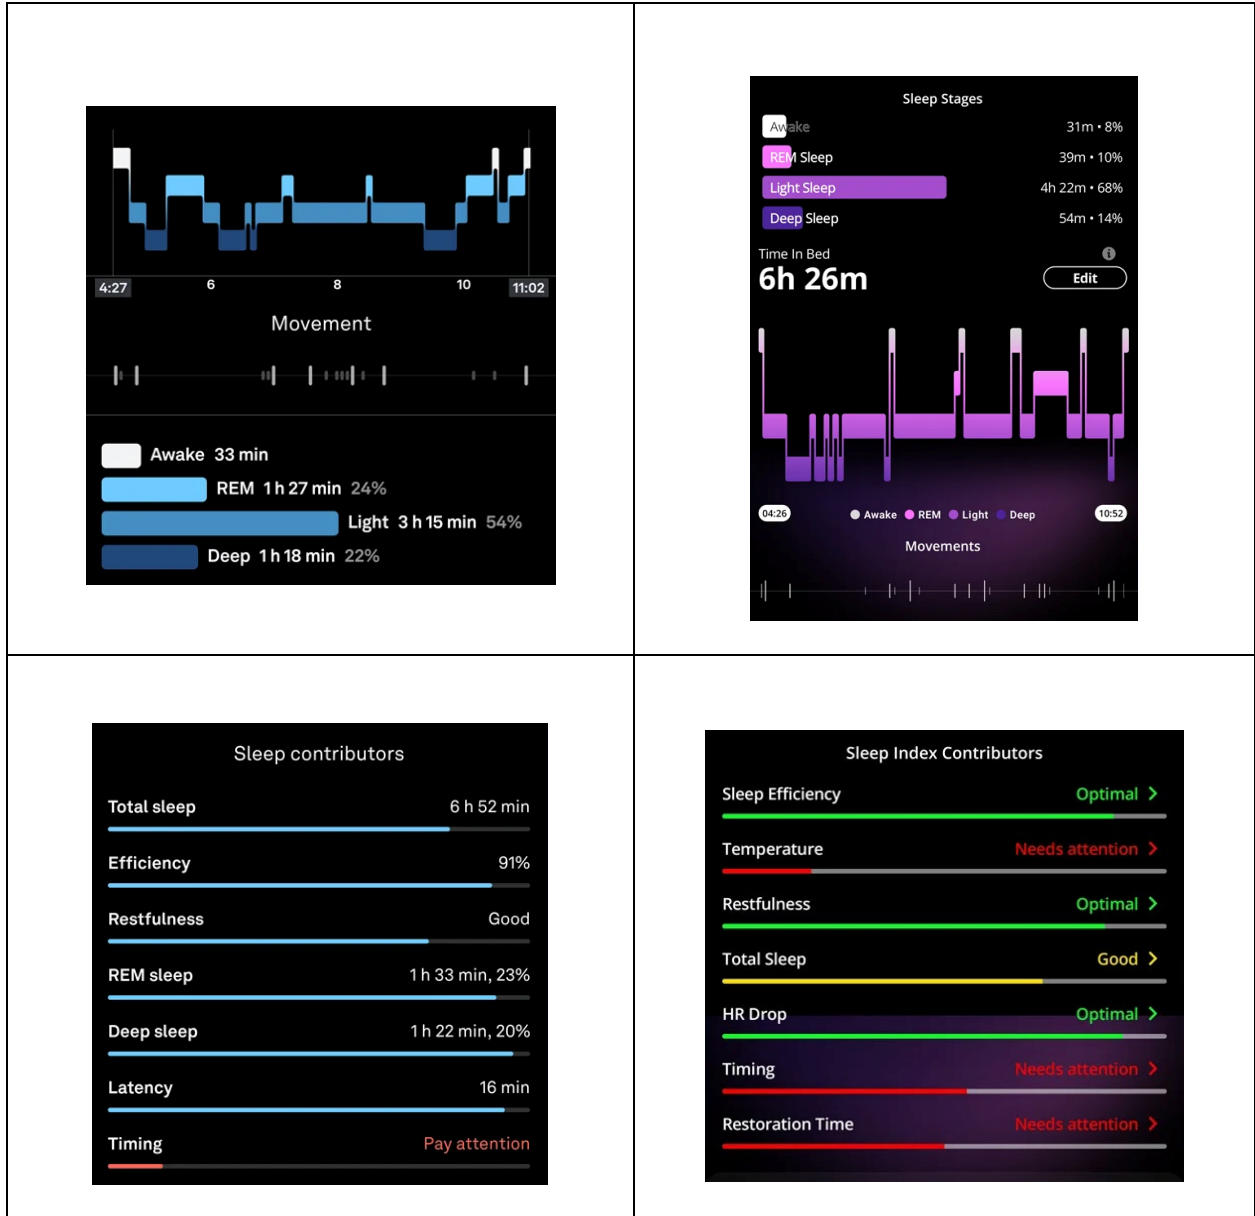 4:27 6 8 10 11:02
Movement
Awake 33 min
REM 1 h 27 min 24%
Light 3 h 15 min 54%
Deep 1 h 18 min 22%
Sleep Stages
Awake 31m • 8%
REM Sleep 39m • 10%
Light Sleep 4h 22m • 68%
Deep Sleep 54m • 14%
Time In Bed
6h 26m Edit
04:26 Awake REM Light Deep 10:52
Movements
Sleep contributors
Total sleep 6 h 52 min
Efficiency 91%
Restfulness Good
REM sleep 1 h 33 min, 23%
Deep sleep 1 h 22 min, 20%
Latency 16 min
Timing Pay attention
Sleep Index Contributors
Sleep Efficiency Optimal
Temperature Needs attention
Restfulness Optimal
Total Sleep Good
HR Drop Optimal
Timing Needs attention
Restoration Time Needs attention